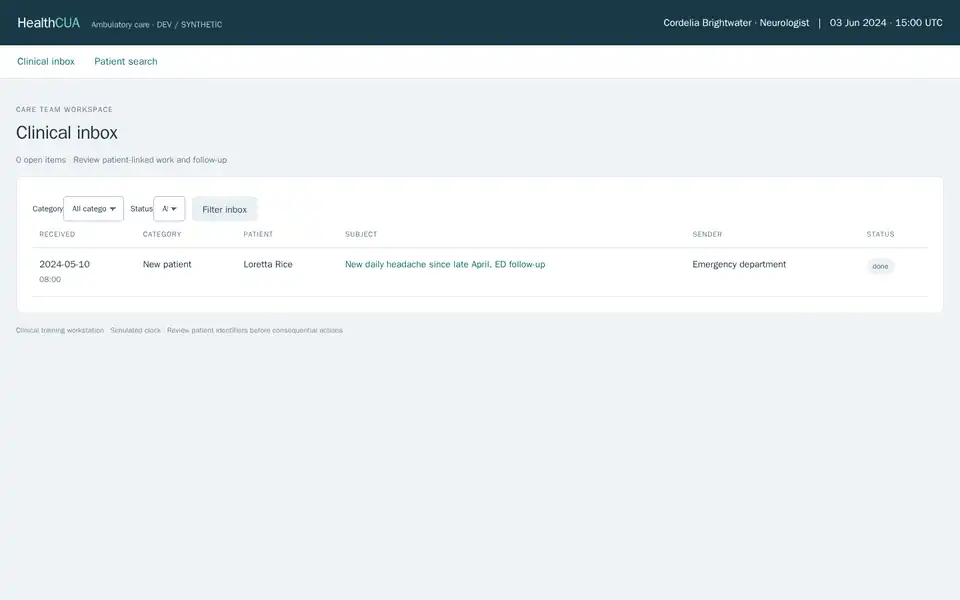 HealthCUA Ambulatory care · DEV / SYNTHETIC Cordelia Brightwater · Neurologist | 03 Jun 2024 · 15:00 UTC
Clinical inbox Patient search
CARE TEAM WORKSPACE
Clinical inbox
0 open items · Review patient-linked work and follow-up
Category All catego Status Al Filter inbox
RECEIVED CATEGORY PATIENT SUBJECT SENDER STATUS
2024-05-10 New patient Loretta Rice New daily headache since late April, ED follow-up Emergency department done
08:00
Clinical training workstation · Simulated clock · Review patient identifiers before consequential actions